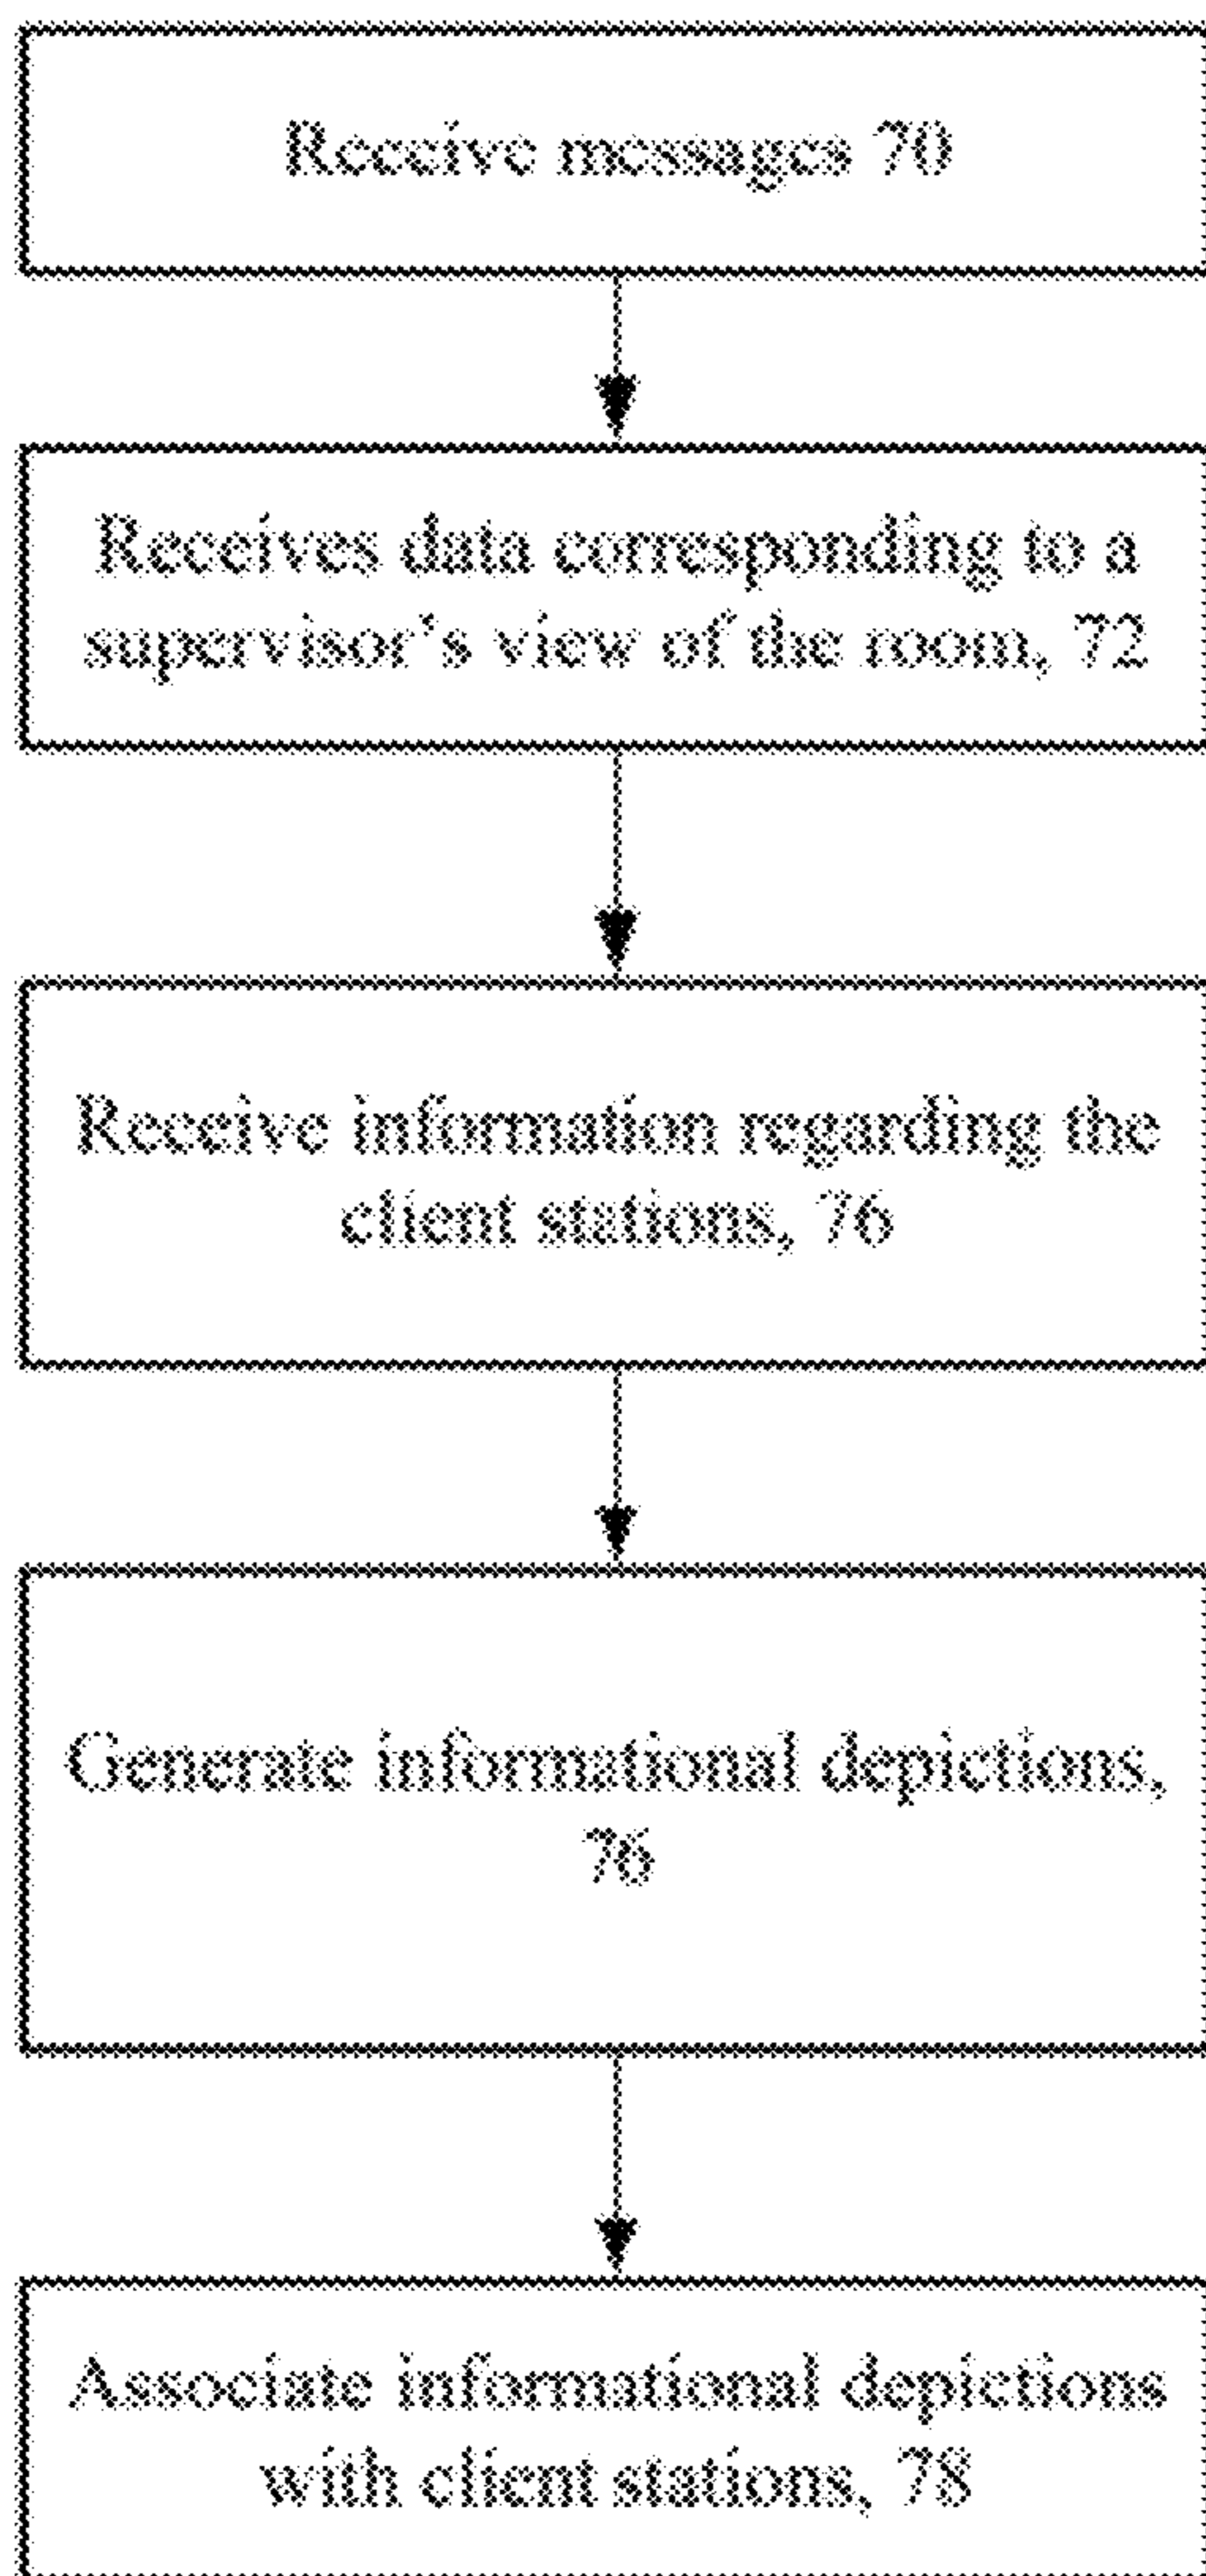 Receive messages 70
Receives data corresponding to a
supervisor's view of the room, 72
Receive information regarding the
client stations, 76
Generate informational depictions,
76
Associate informational depictions
with client stations, 78